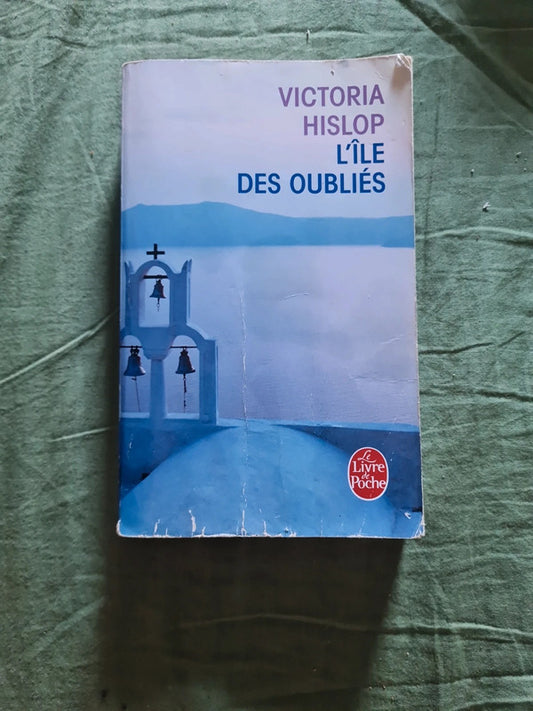 VICTORIA
HISLOP
L'ÎLE
DES OUBLIÉS
Le
Livre
de
Poche